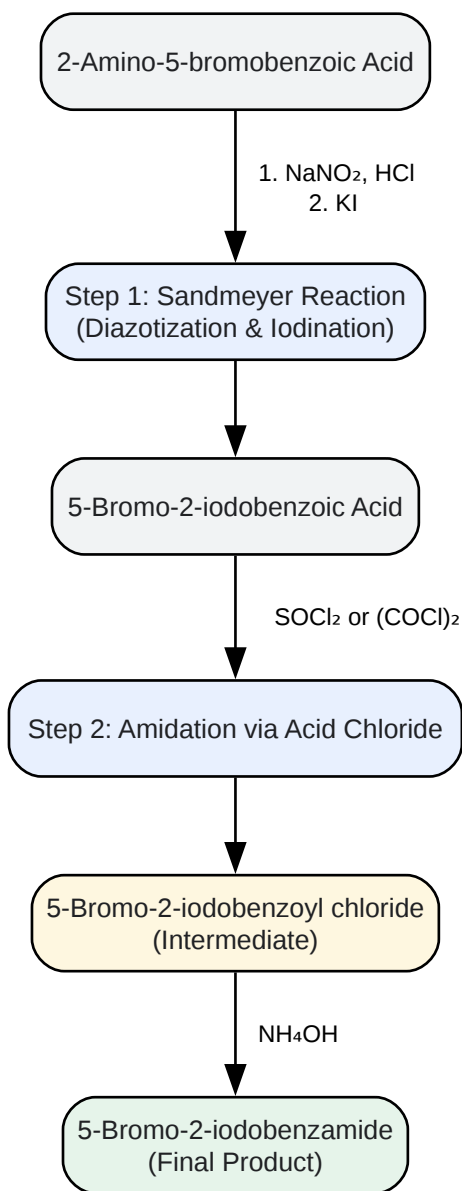 2-Amino-5-bromobenzoic Acid
1. NaNO₂, HCl
2. KI
Step 1: Sandmeyer Reaction
(Diazotization & Iodination)
5-Bromo-2-iodobenzoic Acid
SOCl₂ or (COCl)₂
Step 2: Amidation via Acid Chloride
5-Bromo-2-iodobenzoyl chloride
(Intermediate)
NH₄OH
5-Bromo-2-iodobenzamide
(Final Product)